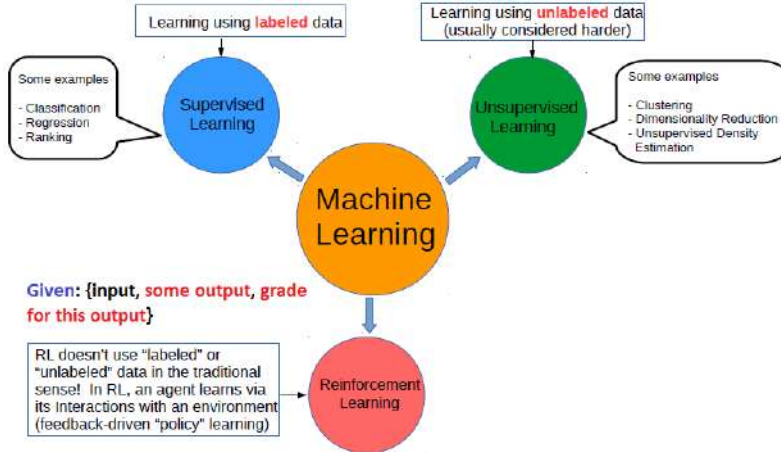 Learning using labeled data
Learning using unlabeled data
(usually considered harder)
Some examples
- Classification
- Regression
- Ranking
Supervised
Learning
Unsupervised
Learning
Some examples
- Clustering
- Dimensionality Reduction
- Unsupervised Density
Estimation
Machine
Learning
Given: {input, some output, grade
for this output}
RL doesn't use “labeled” or
“unlabeled” data in the traditional
sense! In RL, an agent learns via
its Interactions with an environment
(feedback-driven “policy” learning)
Reinforcement
Learning